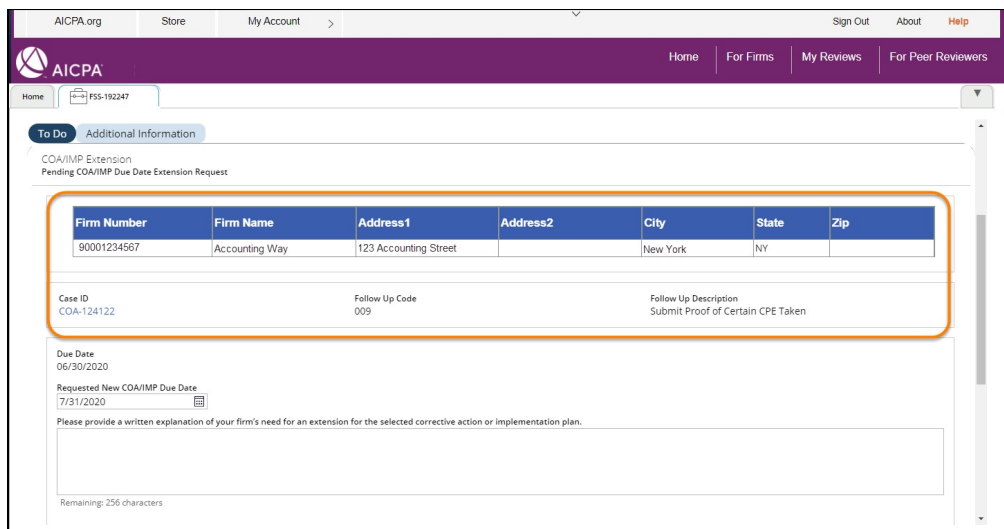 AICPA.org Store My Account > Sign Out About Help
AICPA Home For Firms My Reviews For Peer Reviewers
Home FSS-192247
To Do Additional Information
COA/IMP Extension
Pending COA/IMP Due Date Extension Request
Firm Number Firm Name Address1 Address2 City State Zip
90001234567 Accounting Way 123 Accounting Street New York NY
Case ID Follow Up Code Follow Up Description
COA-124122 009 Submit Proof of Certain CPE Taken
Due Date
06/30/2020
Requested New COA/IMP Due Date
7/31/2020
Please provide a written explanation of your firm's need for an extension for the selected corrective action or implementation plan.
Remaining: 256 characters